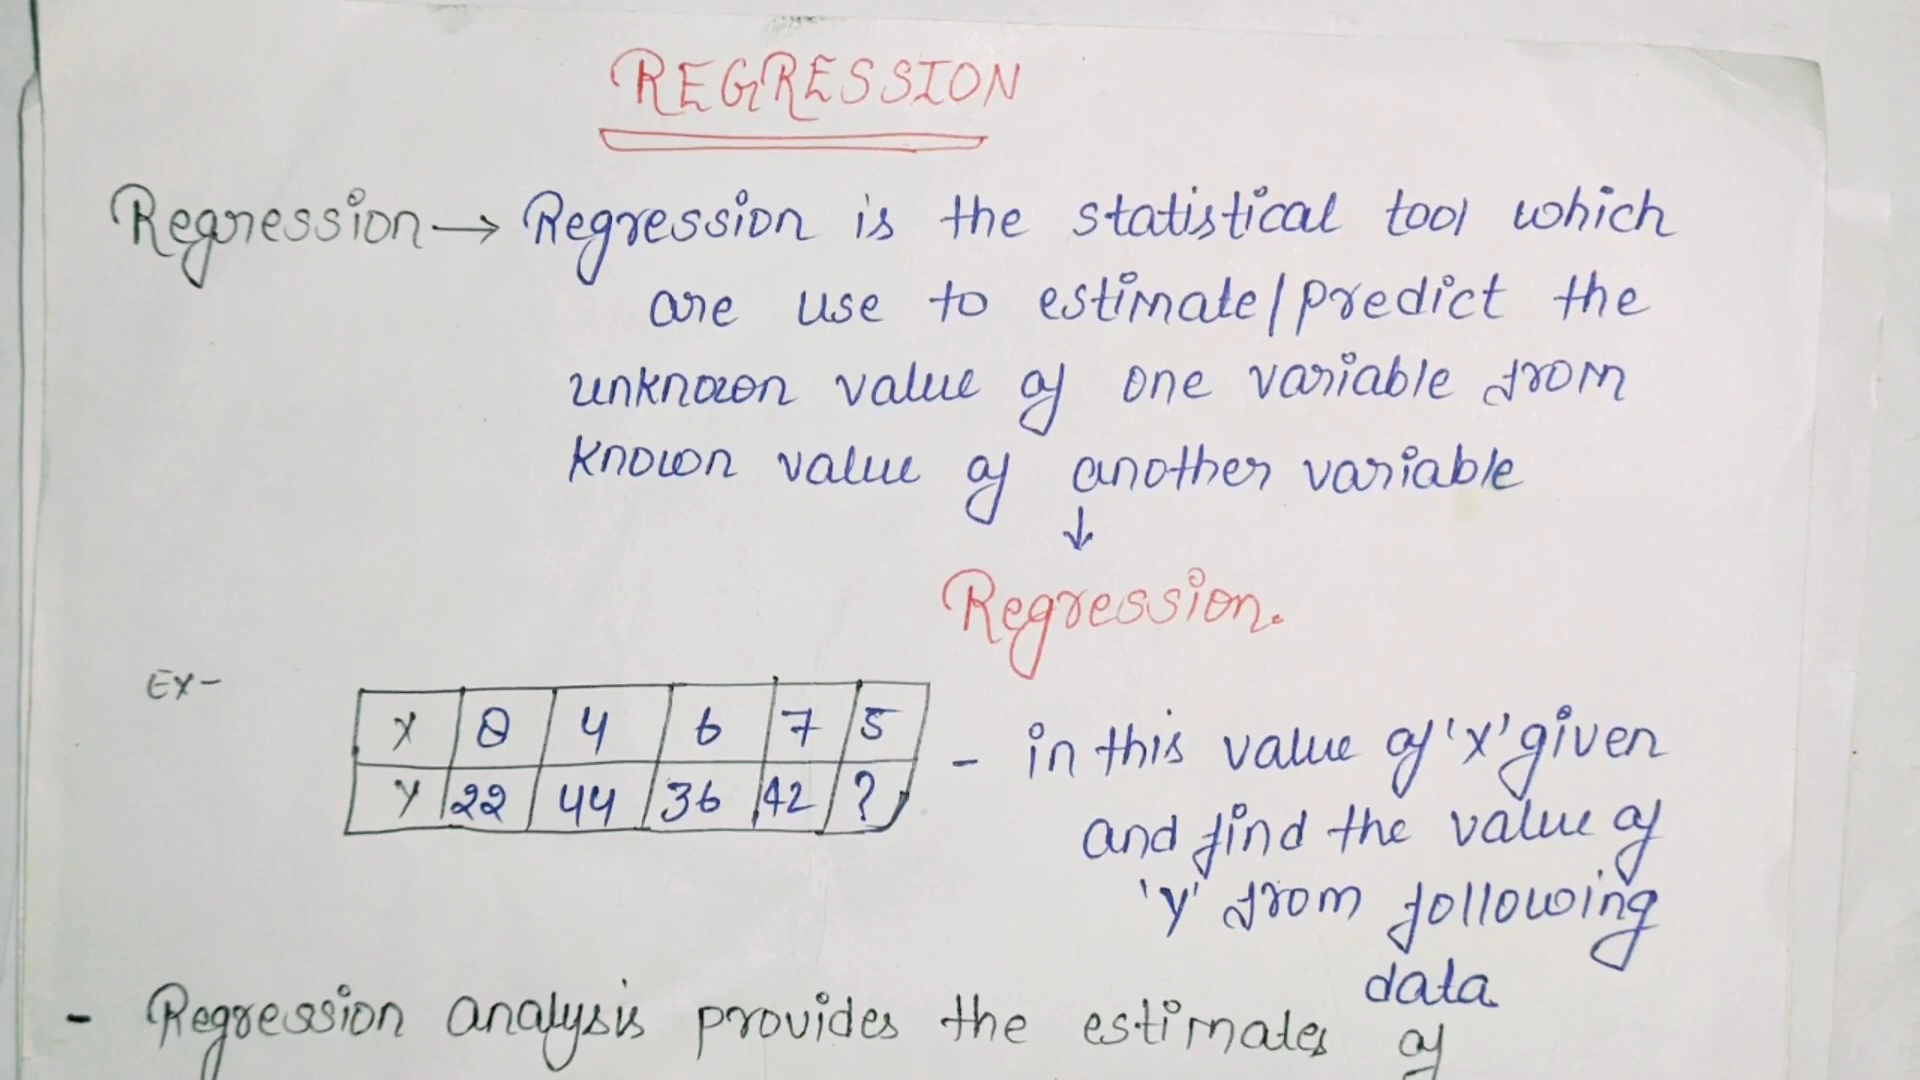 REGRESSION
Regression → Regression is the statistical tool which
are use to estimate/predict the
unknown value of one variable from
known value of another variable
↓
Regression.
EX-
X 8 4 6 7 5
Y 22 44 36 42 ?
- in this value of 'x' given
and find the value of
'y' from following
data
- Regression analysis provides the estimates of